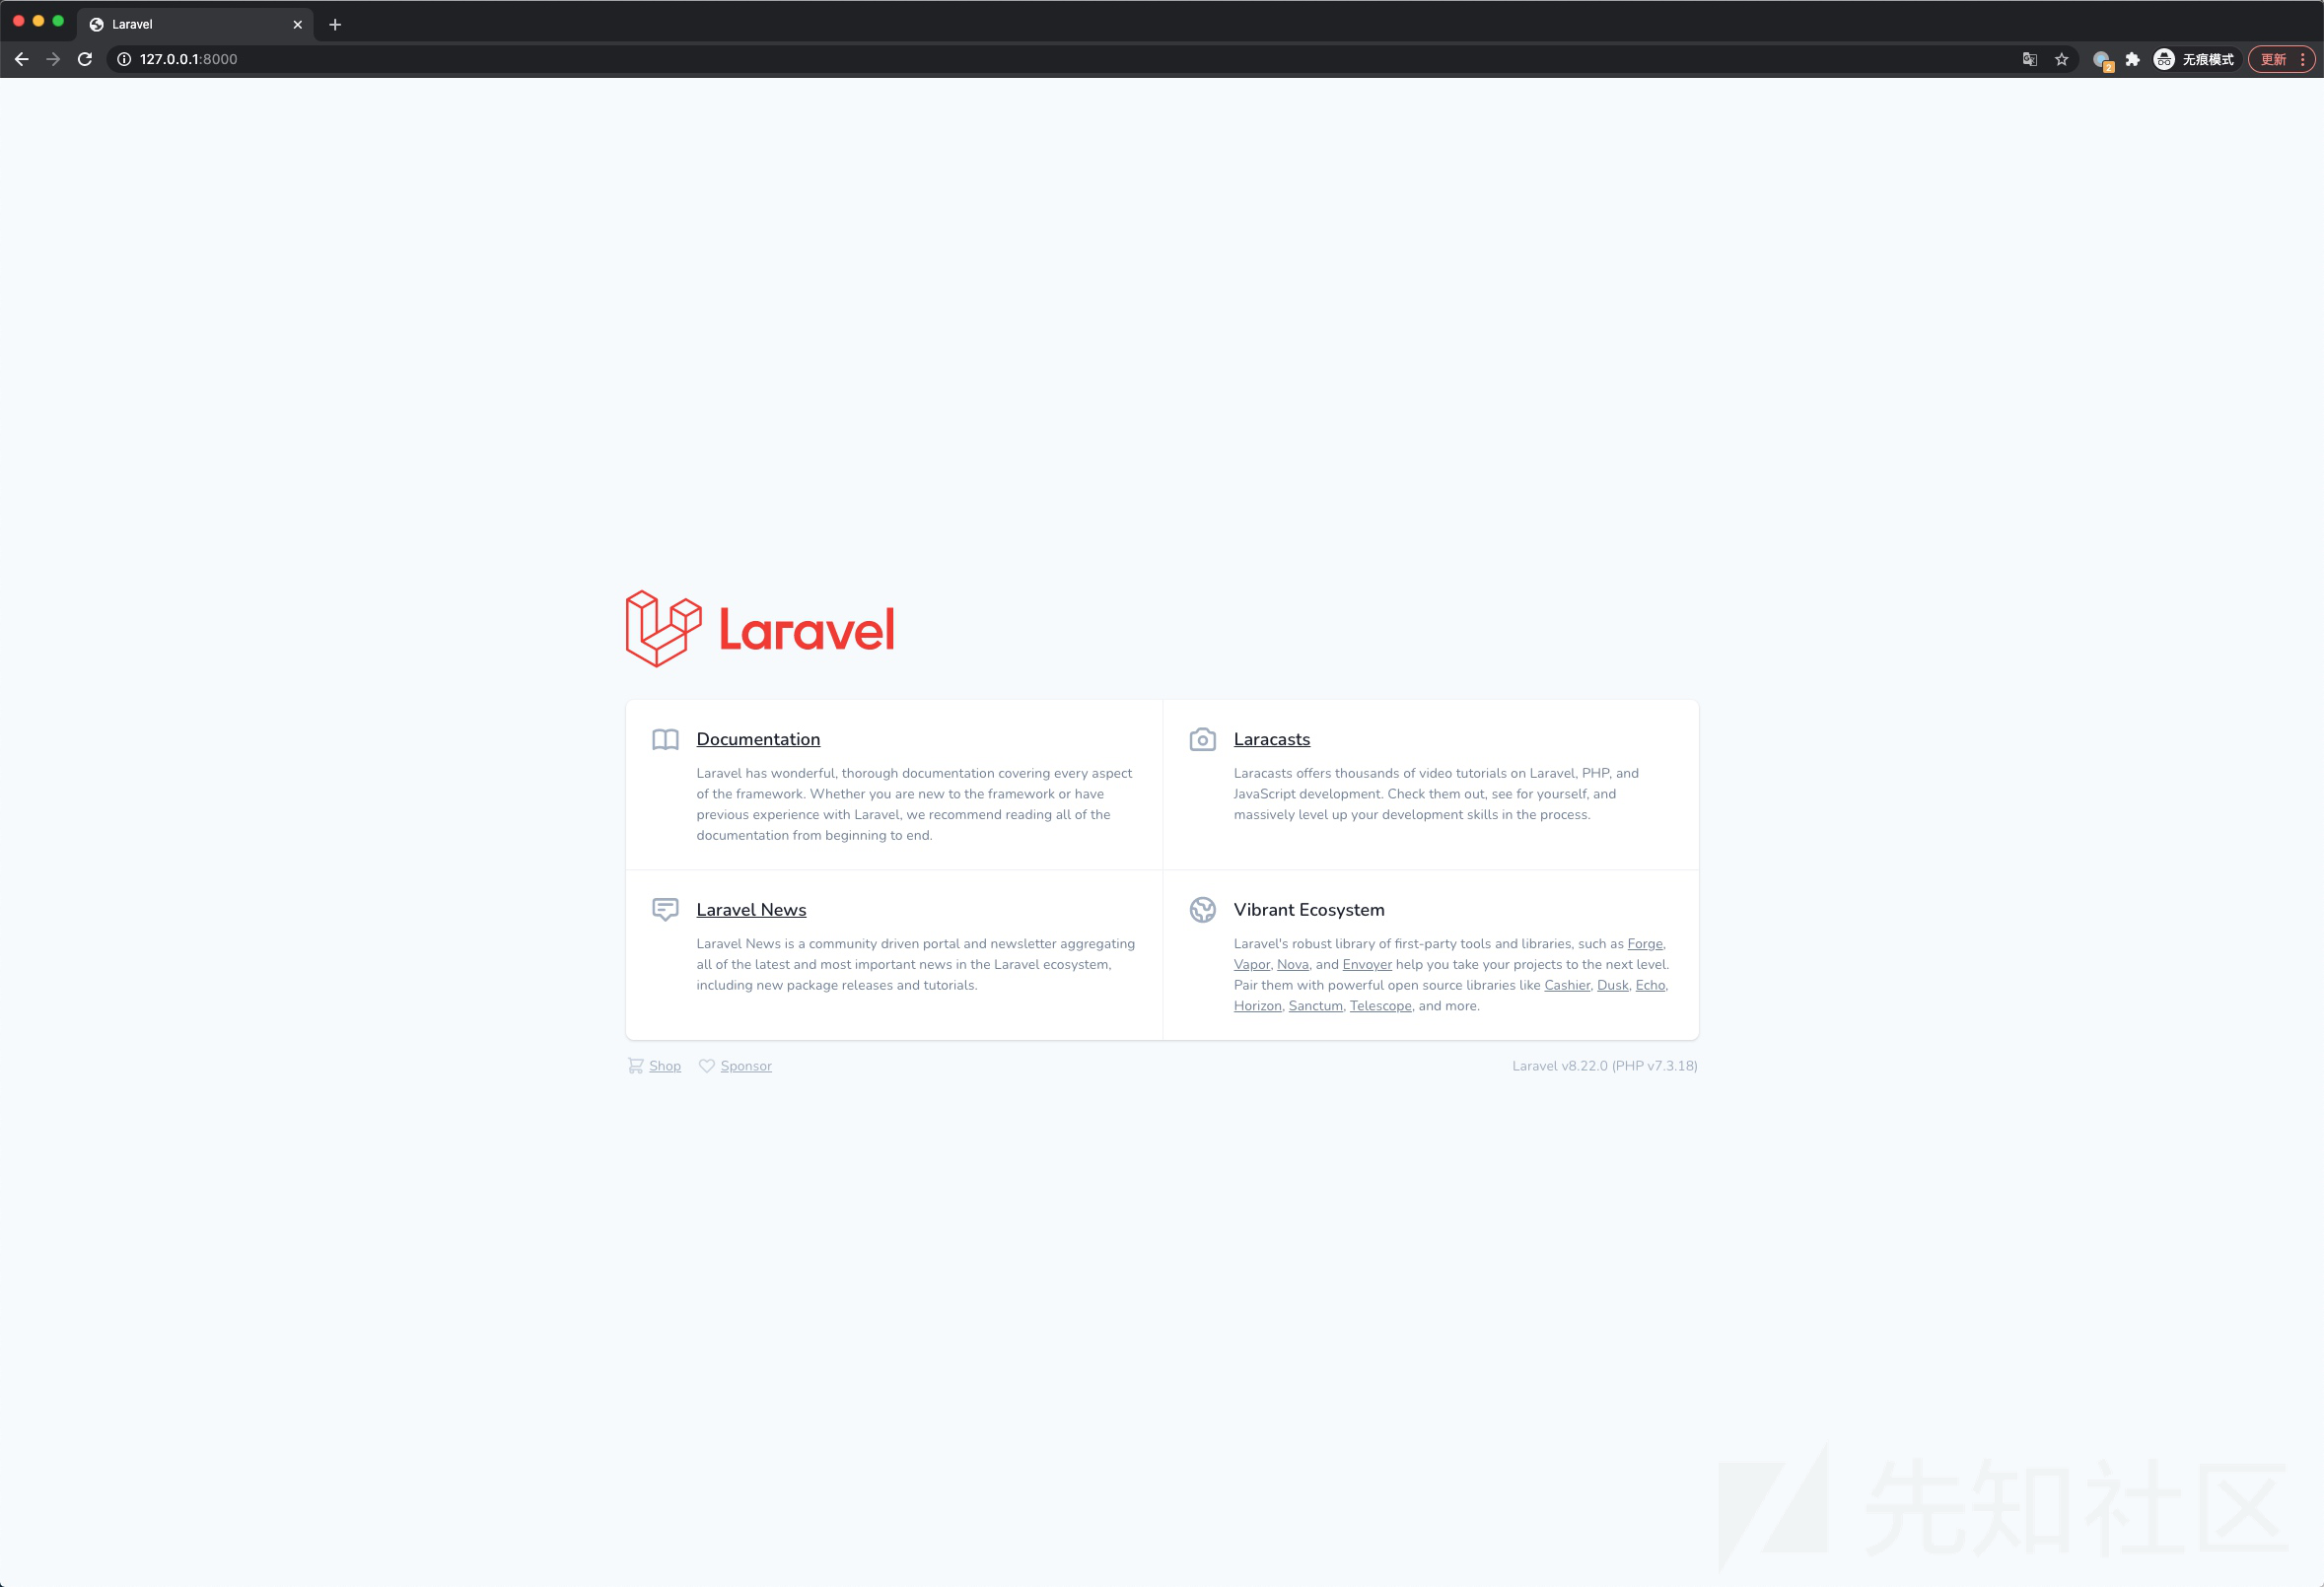 Laravel
127.0.0.1:8000
2
无痕模式
更新
Laravel
Documentation
Laravel has wonderful, thorough documentation covering every aspect
of the framework. Whether you are new to the framework or have
previous experience with Laravel, we recommend reading all of the
documentation from beginning to end.
Laracasts
Laracasts offers thousands of video tutorials on Laravel, PHP, and
JavaScript development. Check them out, see for yourself, and
massively level up your development skills in the process.
Laravel News
Laravel News is a community driven portal and newsletter aggregating
all of the latest and most important news in the Laravel ecosystem,
including new package releases and tutorials.
Vibrant Ecosystem
Laravel's robust library of first-party tools and libraries, such as Forge,
Vapor, Nova, and Envoyer help you take your projects to the next level.
Pair them with powerful open source libraries like Cashier, Dusk, Echo,
Horizon, Sanctum, Telescope, and more.
Shop
Sponsor
Laravel v8.22.0 (PHP v7.3.18)
先知社区